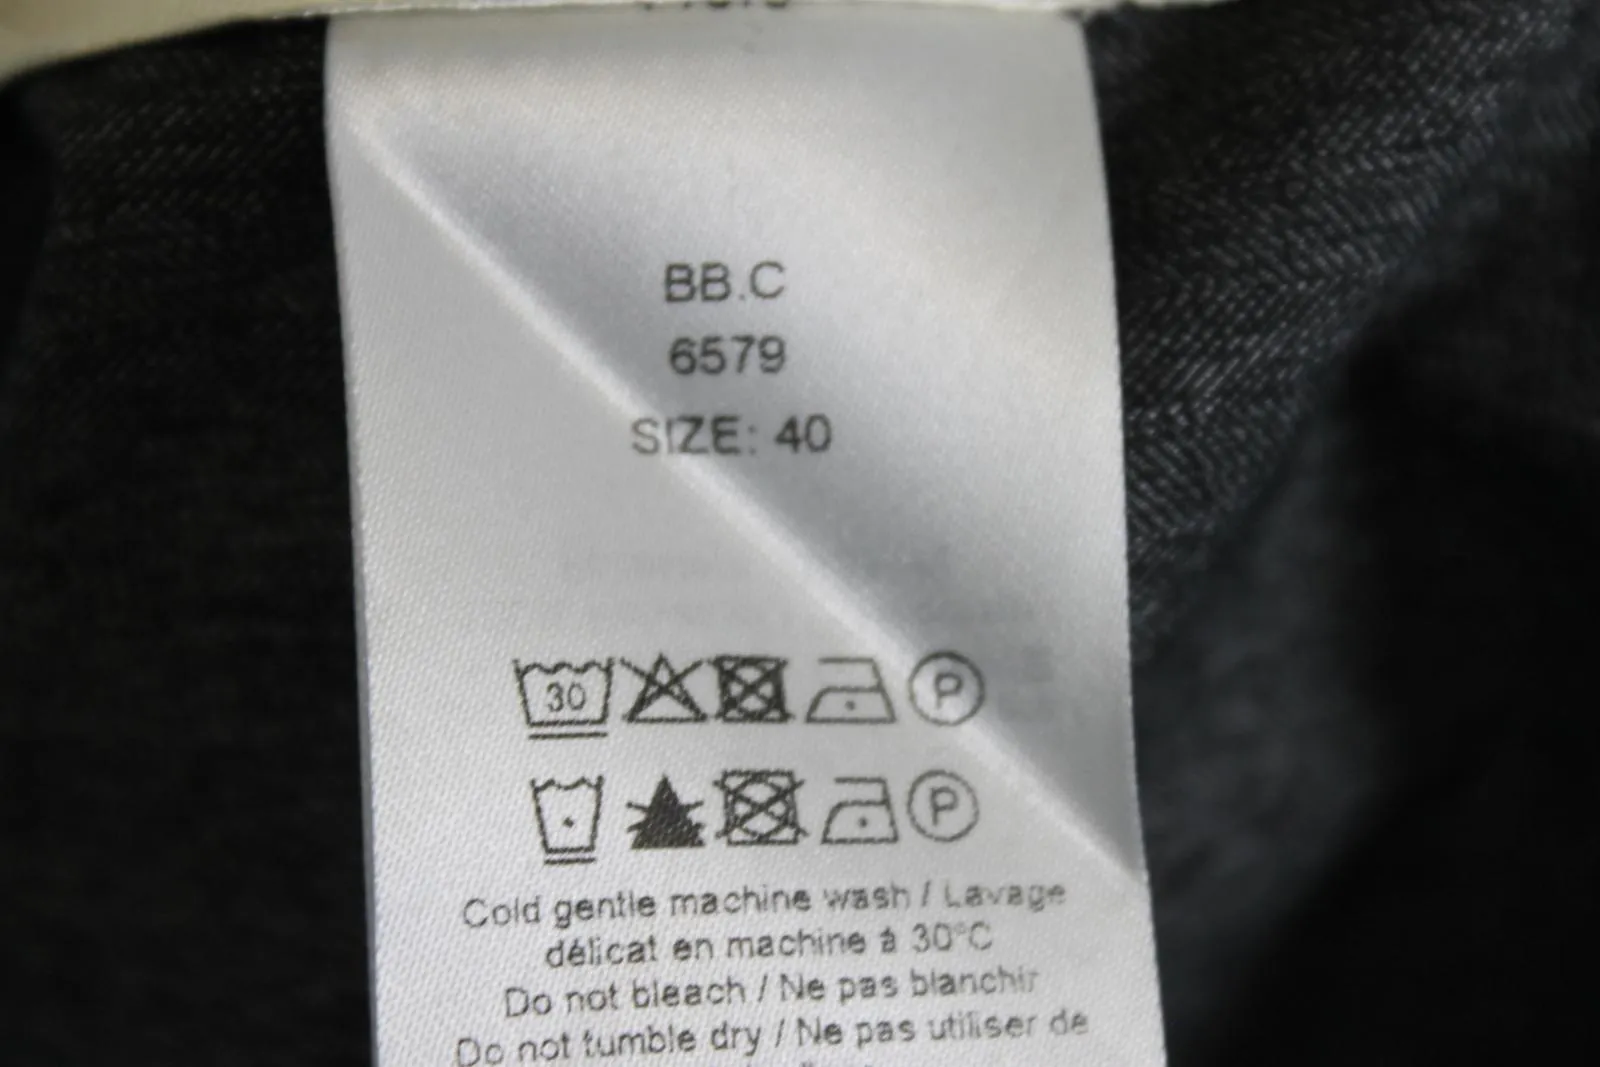 BB.C
6579
SIZE: 40
30 P
P
Cold gentle machine wash / Lavage
délicat en machine à 30°C
Do not bleach / Ne pas blanchir
Do not tumble dry / Ne pas utiliser de